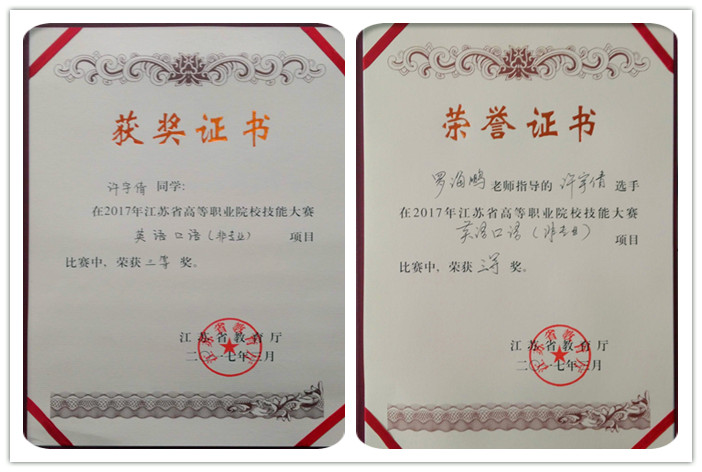 获奖证书
许宇倩 同学:
在2017年江苏省高等职业院校技能大赛
英语口语(非专业) 项目
比赛中、荣获 三等 奖。
江苏省教育厅
二〇一七年三月
荣誉证书
罗海鹏 老师指导的 许宇倩 选手
在2017年江苏省高等职业院校技能大赛
英语口语(非专业) 项目
比赛中、荣获 三等 奖。
江苏省教育厅
二〇一七年三月